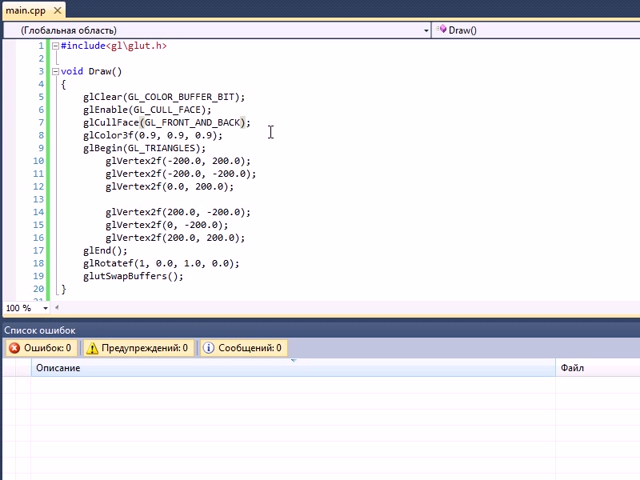 main.cpp
(Глобальная область)
Draw()
1 #include<gl\glut.h>
2
3 void Draw()
4 {
5 glClear(GL_COLOR_BUFFER_BIT);
6 glEnable(GL_CULL_FACE);
7 glCullFace(GL_FRONT_AND_BACK);
8 glColor3f(0.9, 0.9, 0.9);
9 glBegin(GL_TRIANGLES);
10 glVertex2f(-200.0, 200.0);
11 glVertex2f(-200.0, -200.0);
12 glVertex2f(0.0, 200.0);
13
14 glVertex2f(200.0, -200.0);
15 glVertex2f(0, -200.0);
16 glVertex2f(200.0, 200.0);
17 glEnd();
18 glRotatef(1, 0.0, 1.0, 0.0);
19 glutSwapBuffers();
20 }
100 %
Список ошибок
Ошибок: 0
Предупреждений: 0
Сообщений: 0
Описание
Файл